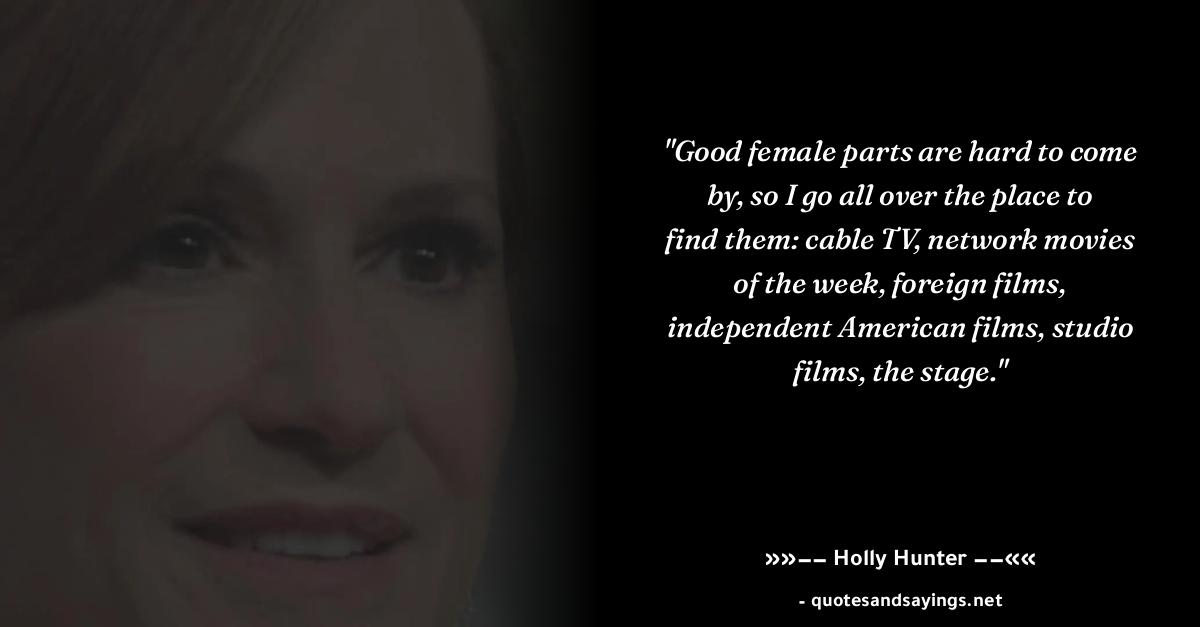 "Good female parts are hard to come
by, so I go all over the place to
find them: cable TV, network movies
of the week, foreign films,
independent American films, studio
films, the stage."
»»−− Holly Hunter −−««
- quotesandsayings.net